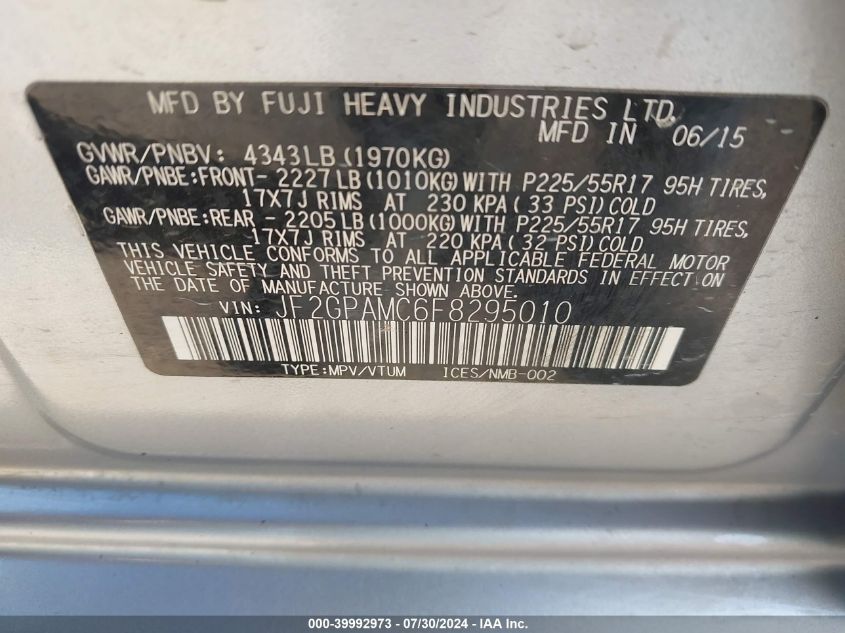 MFD BY FUJI HEAVY INDUSTRIES LTD.
MFD IN 06/15
GVWR/PNBV: 4343LB (1970KG)
GAWR/PNBE:FRONT- 2227LB(1010KG)WITH P225/55R17 95H TIRES,
17X7J RIMS AT 230 KPA( 33 PSI)COLD
GAWR/PNBE:REAR - 2205LB(1000KG)WITH P225/55R17 95H TIRES,
17X7J RIMS AT 220 KPA( 32 PSI)COLD
THIS VEHICLE CONFORMS TO ALL APPLICABLE FEDERAL MOTOR
VEHICLE SAFETY AND THEFT PREVENTION STANDARDS IN EFFECT ON
THE DATE OF MANUFACTURE SHOWN ABOVE.
VIN: JF2GPAMC6F8295010
TYPE:MPV/VTUM ICES/NMB-002
000-39992973 / 07/30/2024 - IAA Inc.